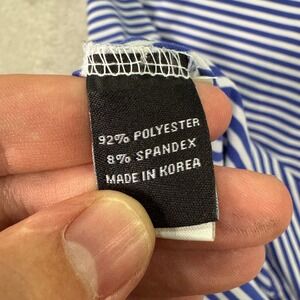 92% POLYESTER
8% SPANDEX
MADE IN KOREA